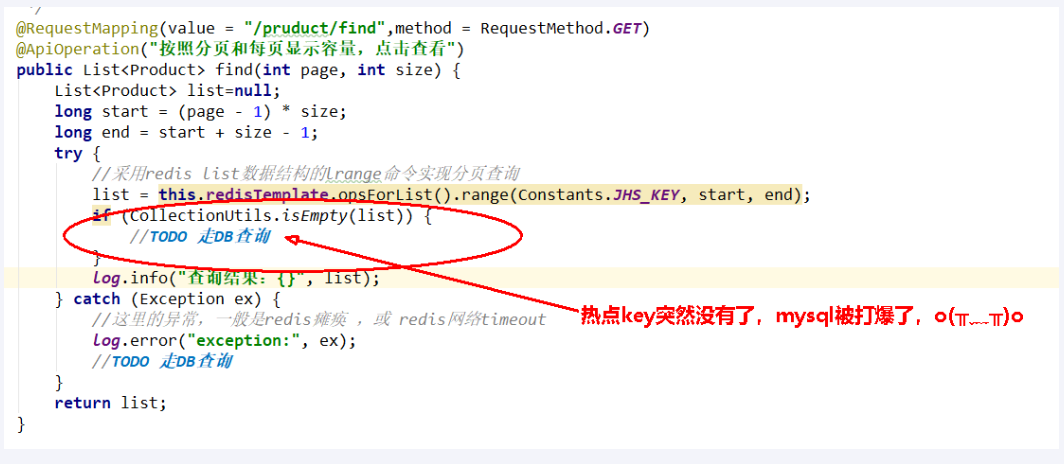 */
@RequestMapping(value = "/pruduct/find",method = RequestMethod.GET)
@ApiOperation("按照分页和每页显示容量，点击查看")
public List<Product> find(int page, int size) {
List<Product> list=null;
long start = (page - 1) * size;
long end = start + size - 1;
try {
//采用redis list数据结构的lrange命令实现分页查询
list = this.redisTemplate.opsForList().range(Constants.JHS_KEY, start, end);
if (CollectionUtils.isEmpty(list)) {
//TODO 走DB查询
}
log.info("查询结果：{}", list);
} catch (Exception ex) {
//这里的异常，一般是redis瘫痪 ，或 redis网络timeout
log.error("exception:", ex);
//TODO 走DB查询
}
return list;
}
热点key突然没有了，mysql被打爆了，o(╥﹏╥)o